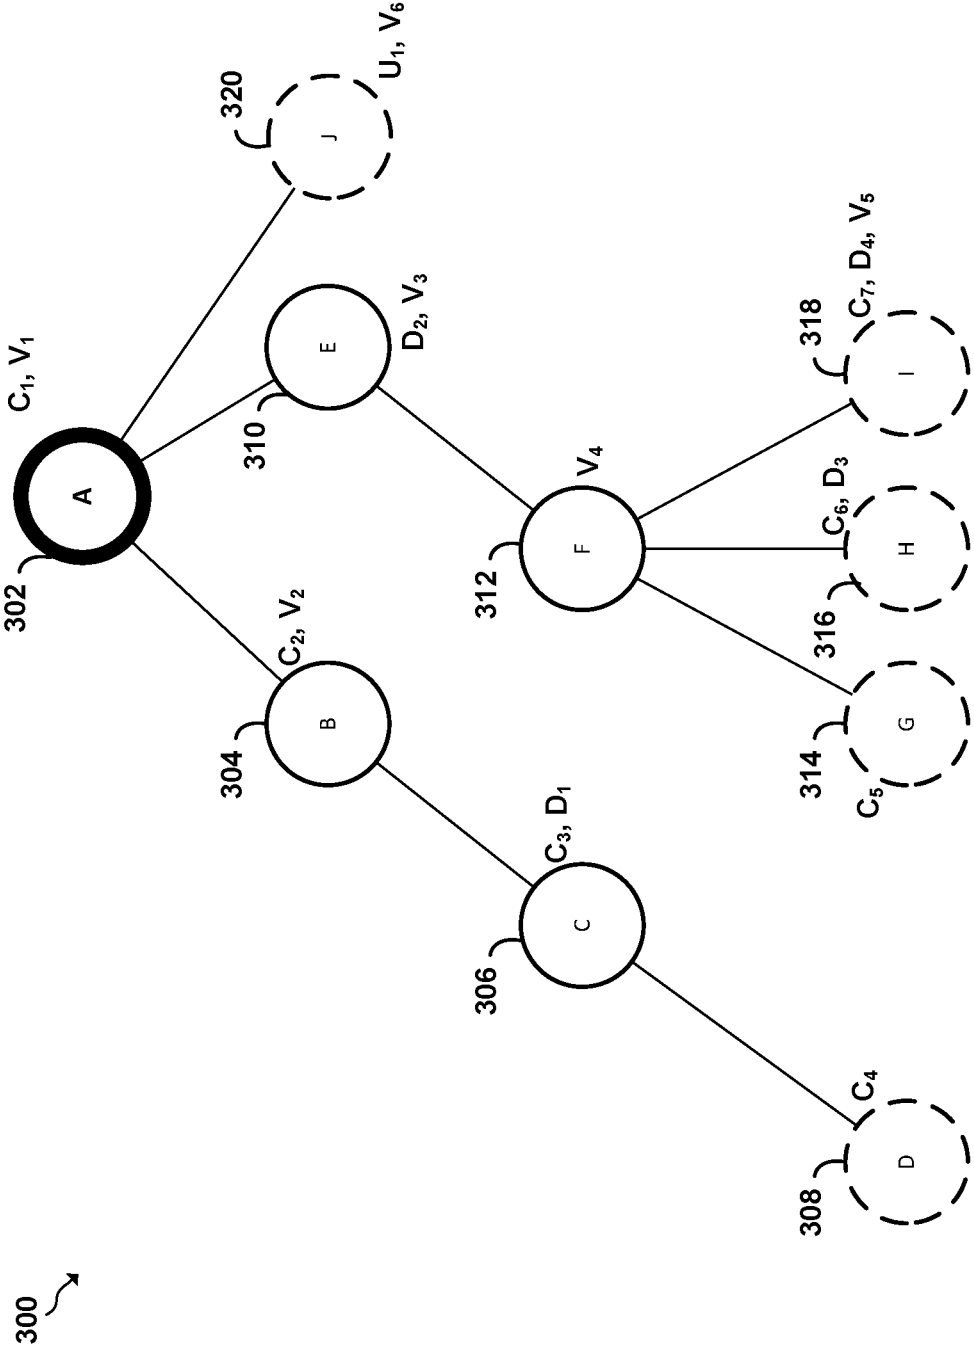 300
302
A
C₁, V₁
304
B
C₂, V₂
310
E
D₂, V₃
320
J
U₁, V₆
306
C
C₃, D₁
312
F
V₄
308
D
C₄
314
G
C₅
316
H
C₆, D₃
318
I
C₇, D₄, V₅